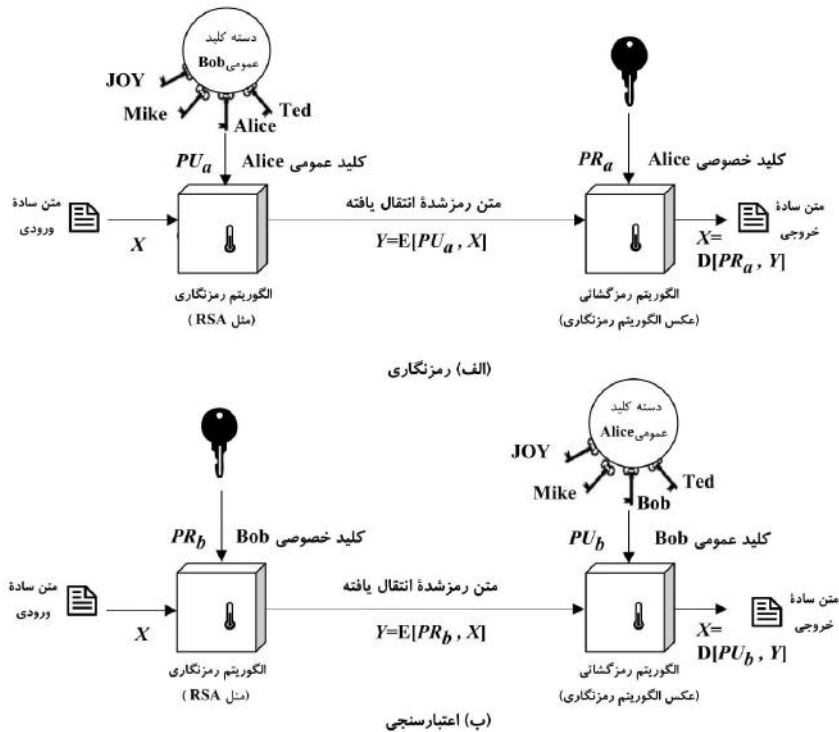 دسته کلید
عمومی Bob
JOY
Mike
Alice
Ted
PUa
کلید عمومی Alice
PRa
کلید خصوصی Alice
متن سادهٔ
ورودی
X
متن رمزشدهٔ انتقال یافته
Y=E[PUa , X]
X=
D[PRa , Y]
متن سادهٔ
خروجی
الگوریتم رمزنگاری
(مثل RSA)
الگوریتم رمزگشائی
(عکس الگوریتم رمزنگاری)
(الف) رمزنگاری
دسته کلید
عمومی Alice
JOY
Mike
Bob
Ted
PRb
کلید خصوصی Bob
PUb
کلید عمومی Bob
متن سادهٔ
ورودی
X
متن رمزشدهٔ انتقال یافته
Y=E[PRb , X]
X=
D[PUb , Y]
متن سادهٔ
خروجی
الگوریتم رمزنگاری
(مثل RSA)
الگوریتم رمزگشائی
(عکس الگوریتم رمزنگاری)
(ب) اعتبارسنجی